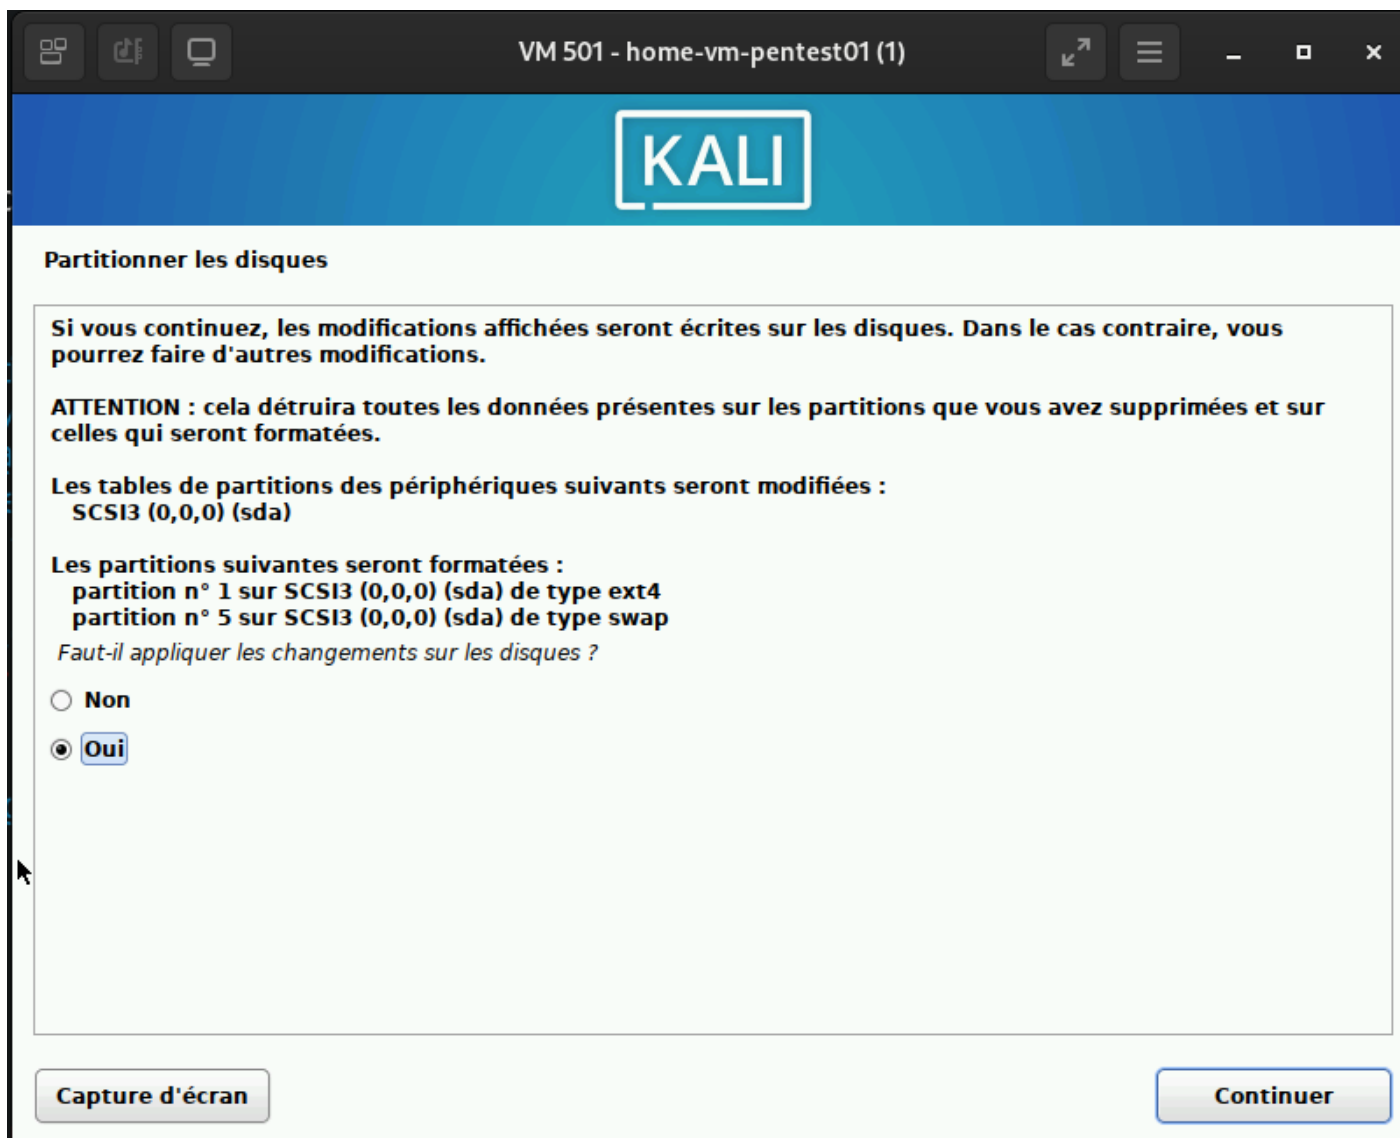 VM 501 - home-vm-pentest01 (1)
KALI
Partitionner les disques
Si vous continuez, les modifications affichées seront écrites sur les disques. Dans le cas contraire, vous
pourrez faire d'autres modifications.
ATTENTION : cela détruira toutes les données présentes sur les partitions que vous avez supprimées et sur
celles qui seront formatées.
Les tables de partitions des périphériques suivants seront modifiées :
SCSI3 (0,0,0) (sda)
Les partitions suivantes seront formatées :
partition n° 1 sur SCSI3 (0,0,0) (sda) de type ext4
partition n° 5 sur SCSI3 (0,0,0) (sda) de type swap
Faut-il appliquer les changements sur les disques ?
Non
Oui
Capture d'écran
Continuer